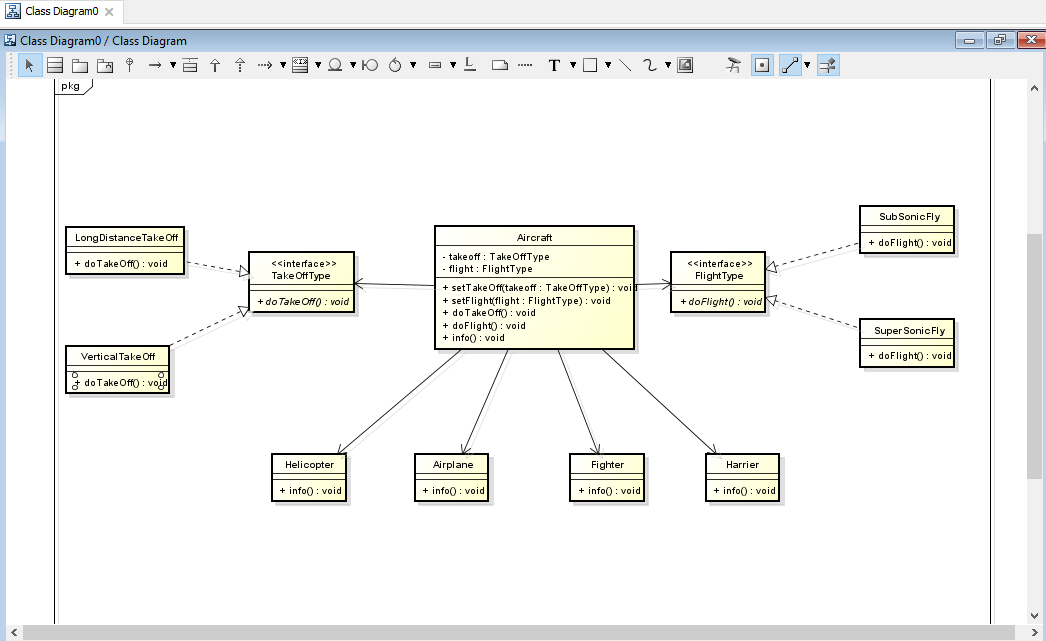 Class Diagram0
Class Diagram0 / Class Diagram
T
pkg
LongDistanceTakeOff
+ doTakeOff() : void
VerticalTakeOff
+ doTakeOff() : void
<<interface>>
TakeOffType
+ doTakeOff() : void
Aircraft
- takeoff : TakeOffType
- flight : FlightType
+ setTakeOff(takeoff : TakeOffType) : void
+ setFlight(flight : FlightType) : void
+ doTakeOff() : void
+ doFlight() : void
+ info() : void
<<interface>>
FlightType
+ doFlight() : void
SubSonicFly
+ doFlight() : void
SuperSonicFly
+ doFlight() : void
Helicopter
+ info() : void
Airplane
+ info() : void
Fighter
+ info() : void
Harrier
+ info() : void